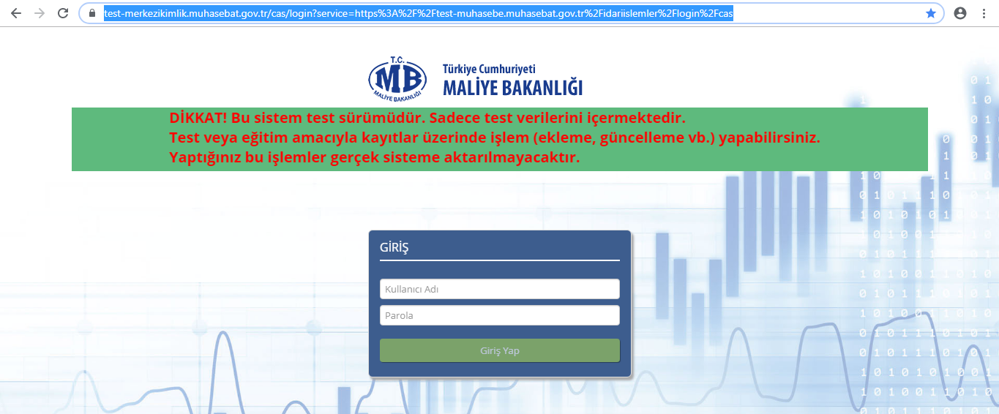 test-merkezikimlik.muhasebat.gov.tr/cas/login?service=https%3A%2F%2Ftest-muhasebe.muhasebat.gov.tr%2Fidariislemler%2Flogin%2Fcas
T.C.
MB
MALİYE BAKANLIĞI
Türkiye Cumhuriyeti
MALİYE BAKANLIĞI
DİKKAT! Bu sistem test sürümüdür. Sadece test verilerini içermektedir.
Test veya eğitim amacıyla kayıtlar üzerinde işlem (ekleme, güncelleme vb.) yapabilirsiniz.
Yaptığınız bu işlemler gerçek sisteme aktarılmayacaktır.
GİRİŞ
Kullanıcı Adı
Parola
Giriş Yap